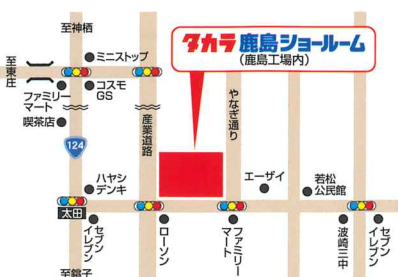 至神栖
タカラ 鹿島ショールーム
(鹿島工場内)
至東庄
ミニストップ
ファミリーマート
コスモGS
喫茶店
124
産業道路
やなぎ通り
ハヤシデンキ
エーザイ
若松公民館
太田
セブンイレブン
ローソン
ファミリーマート
波崎三中
セブンイレブン
至銚子